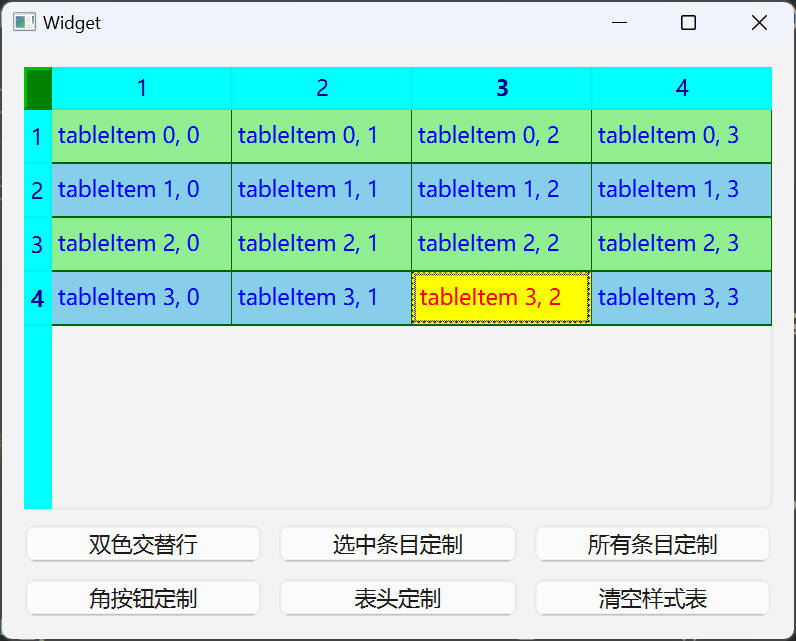 Widget
1 2 3 4
1 tableItem 0, 0 tableItem 0, 1 tableItem 0, 2 tableItem 0, 3
2 tableItem 1, 0 tableItem 1, 1 tableItem 1, 2 tableItem 1, 3
3 tableItem 2, 0 tableItem 2, 1 tableItem 2, 2 tableItem 2, 3
4 tableItem 3, 0 tableItem 3, 1 tableItem 3, 2 tableItem 3, 3
双色交替行 选中条目定制 所有条目定制
角按钮定制 表头定制 清空样式表